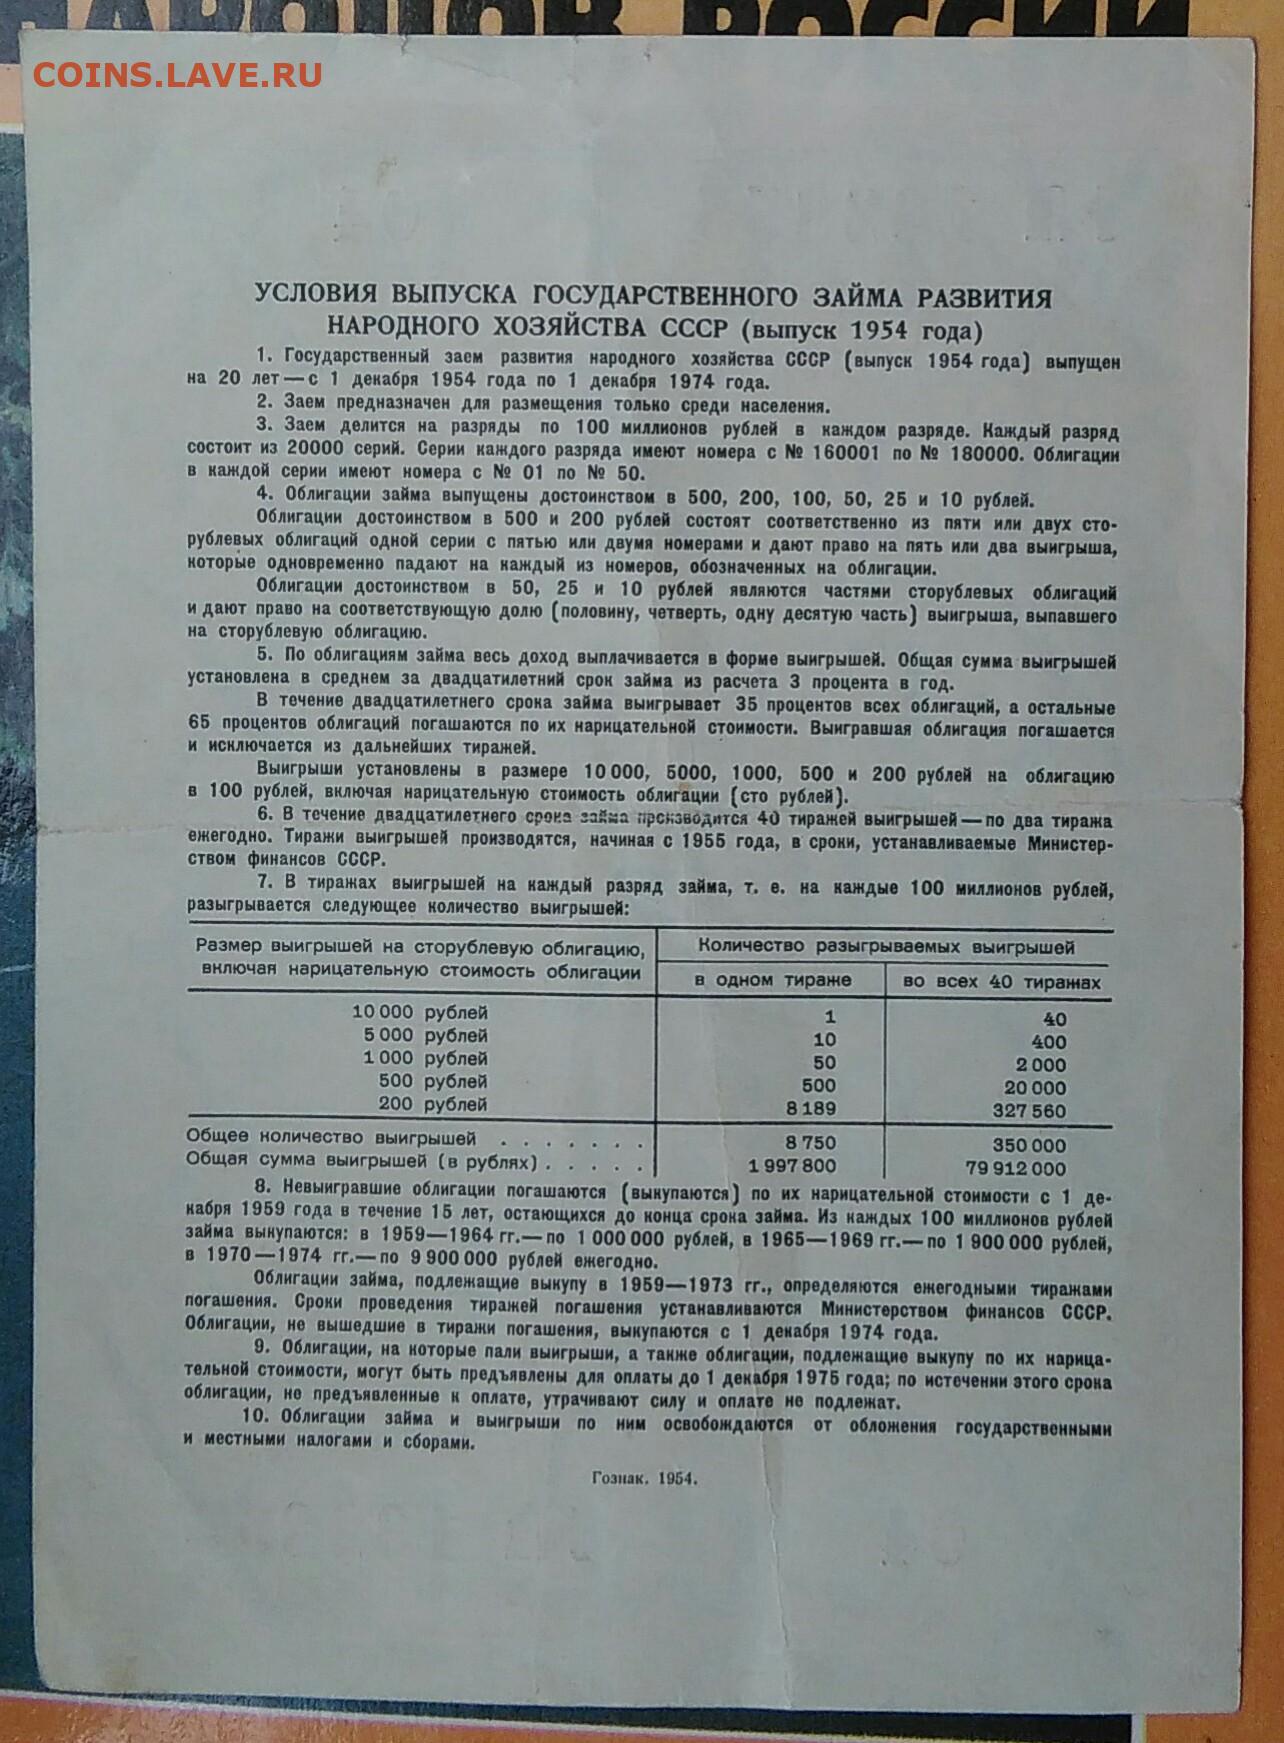 НАРОДОВ РОССИИ
COINS.LAVE.RU
УСЛОВИЯ ВЫПУСКА ГОСУДАРСТВЕННОГО ЗАЙМА РАЗВИТИЯ
НАРОДНОГО ХОЗЯЙСТВА СССР (выпуск 1954 года)
1. Государственный заем развития народного хозяйства СССР (выпуск 1954 года) выпущен
на 20 лет — с 1 декабря 1954 года по 1 декабря 1974 года.
2. Заем предназначен для размещения только среди населения.
3. Заем делится на разряды по 100 миллионов рублей в каждом разряде. Каждый разряд
состоит из 20000 серий. Серии каждого разряда имеют номера с № 160001 по № 180000. Облигации
в каждой серии имеют номера с № 01 по № 50.
4. Облигации займа выпущены достоинством в 500, 200, 100, 50, 25 и 10 рублей.
Облигации достоинством в 500 и 200 рублей состоят соответственно из пяти или двух сто-
рублевых облигаций одной серии с пятью или двумя номерами и дают право на пять или два выигрыша,
которые одновременно падают на каждый из номеров, обозначенных на облигации.
Облигации достоинством в 50, 25 и 10 рублей являются частями сторублевых облигаций
и дают право на соответствующую долю (половину, четверть, одну десятую часть) выигрыша, выпавшего
на сторублевую облигацию.
5. По облигациям займа весь доход выплачивается в форме выигрышей. Общая сумма выигрышей
установлена в среднем за двадцатилетний срок займа из расчета 3 процента в год.
В течение двадцатилетнего срока займа выигрывает 35 процентов всех облигаций, а остальные
65 процентов облигаций погашаются по их нарицательной стоимости. Выигравшая облигация погашается
и исключается из дальнейших тиражей.
Выигрыши установлены в размере 10 000, 5000, 1000, 500 и 200 рублей на облигацию
в 100 рублей, включая нарицательную стоимость облигации (сто рублей).
6. В течение двадцатилетнего срока займа производится 40 тиражей выигрышей — по два тиража
ежегодно. Тиражи выигрышей производятся, начиная с 1955 года, в сроки, устанавливаемые Министер-
ством финансов СССР.
7. В тиражах выигрышей на каждый разряд займа, т. е. на каждые 100 миллионов рублей,
разыгрывается следующее количество выигрышей:
Размер выигрышей на сторублевую облигацию, Количество разыгрываемых выигрышей
включая нарицательную стоимость облигации в одном тираже во всех 40 тиражах
10 000 рублей 1 40
5 000 рублей 10 400
1 000 рублей 50 2 000
500 рублей 500 20 000
200 рублей 8 189 327 560
Общее количество выигрышей . . . . . . . 8 750 350 000
Общая сумма выигрышей (в рублях) . . . . . 1 997 800 79 912 000
8. Невыигравшие облигации погашаются (выкупаются) по их нарицательной стоимости с 1 де-
кабря 1959 года в течение 15 лет, остающихся до конца срока займа. Из каждых 100 миллионов рублей
займа выкупаются: в 1959—1964 гг.— по 1 000 000 рублей, в 1965—1969 гг.— по 1 900 000 рублей,
в 1970—1974 гг.— по 9 900 000 рублей ежегодно.
Облигации займа, подлежащие выкупу в 1959—1973 гг., определяются ежегодными тиражами
погашения. Сроки проведения тиражей погашения устанавливаются Министерством финансов СССР.
Облигации, не вышедшие в тиражи погашения, выкупаются с 1 декабря 1974 года.
9. Облигации, на которые пали выигрыши, а также облигации, подлежащие выкупу по их нарица-
тельной стоимости, могут быть предъявлены для оплаты до 1 декабря 1975 года; по истечении этого срока
облигации, не предъявленные к оплате, утрачивают силу и оплате не подлежат.
10. Облигации займа и выигрыши по ним освобождаются от обложения государственными
и местными налогами и сборами.
Гознак. 1954.